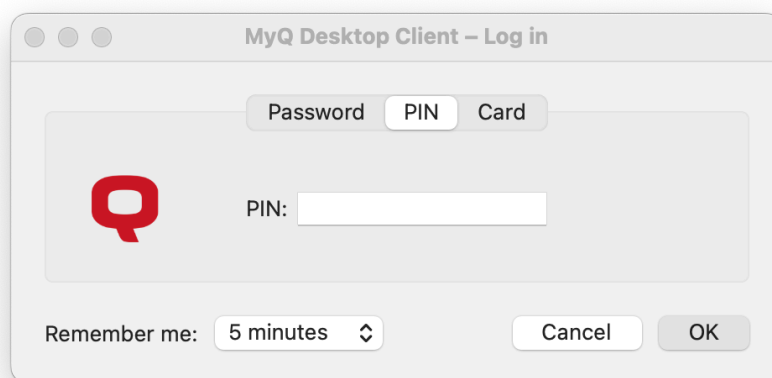 MyQ Desktop Client – Log in
Password PIN Card
PIN:
Remember me: 5 minutes Cancel OK